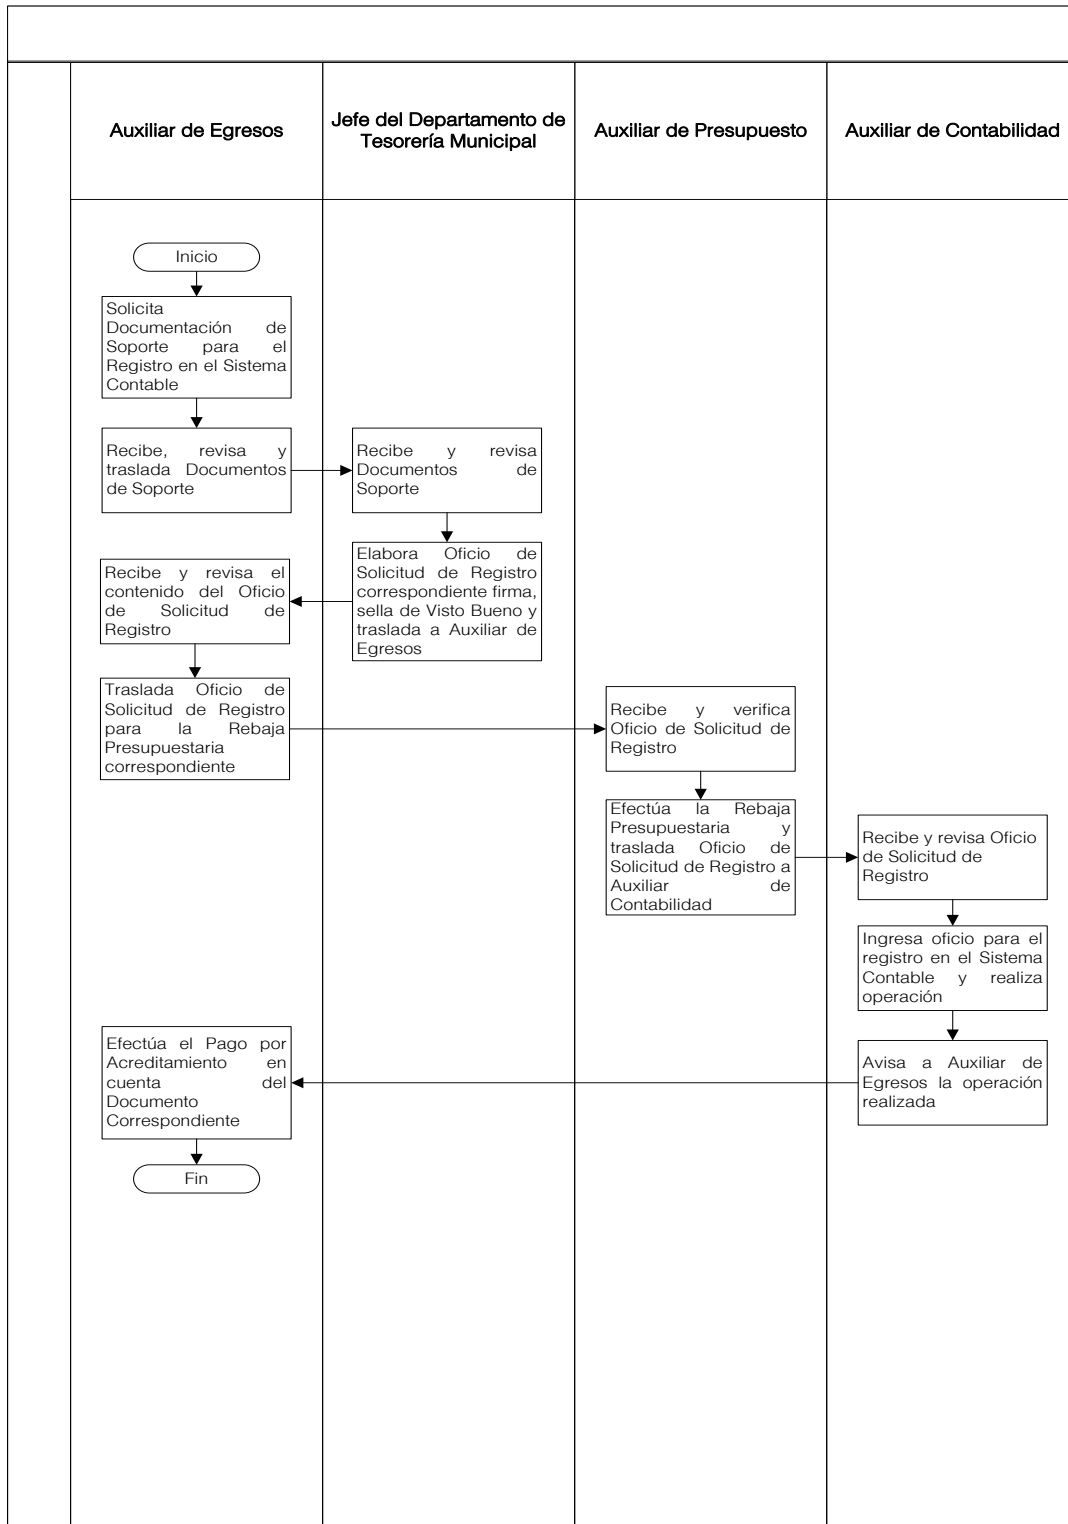 Auxiliar de Egresos
Jefe del Departamento de
Tesorería Municipal
Auxiliar de Presupuesto
Auxiliar de Contabilidad
Inicio
Solicita
Documentación de
Soporte para el
Registro en el Sistema
Contable
Recibe, revisa y
traslada Documentos
de Soporte
Recibe y revisa
Documentos de
Soporte
Elabora Oficio de
Solicitud de Registro
correspondiente firma,
sella de Visto Bueno y
traslada a Auxiliar de
Egresos
Recibe y revisa el
contenido del Oficio
de Solicitud de
Registro
Traslada Oficio de
Solicitud de Registro
para la Rebaja
Presupuestaria
correspondiente
Recibe y verifica
Oficio de Solicitud de
Registro
Efectúa la Rebaja
Presupuestaria y
traslada Oficio de
Solicitud de Registro a
Auxiliar de
Contabilidad
Recibe y revisa Oficio
de Solicitud de
Registro
Ingresa oficio para el
registro en el Sistema
Contable y realiza
operación
Avisa a Auxiliar de
Egresos la operación
realizada
Efectúa el Pago por
Acreditamiento en
cuenta del
Documento
Correspondiente
Fin